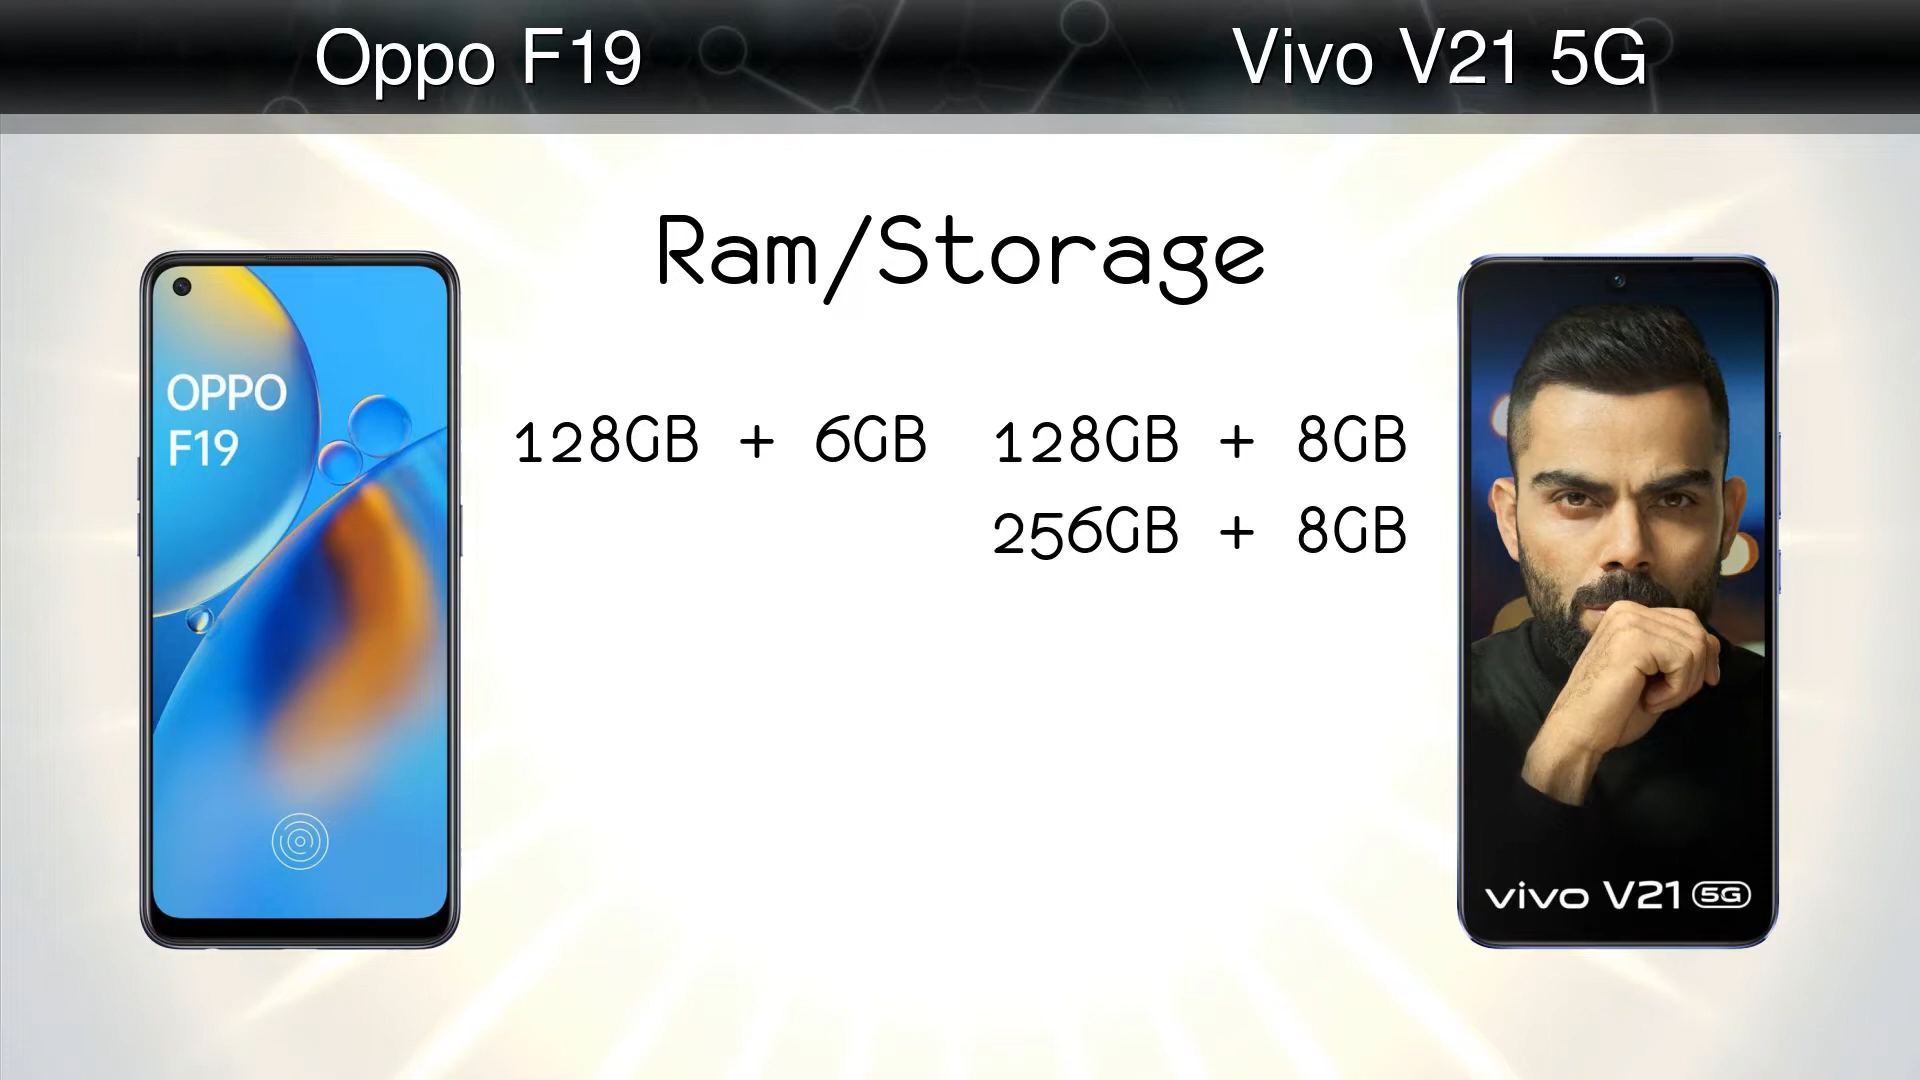 Oppo F19
Vivo V21 5G
Ram/Storage
OPPO
F19
128GB + 6GB
128GB + 8GB
256GB + 8GB
vivo V21 5G